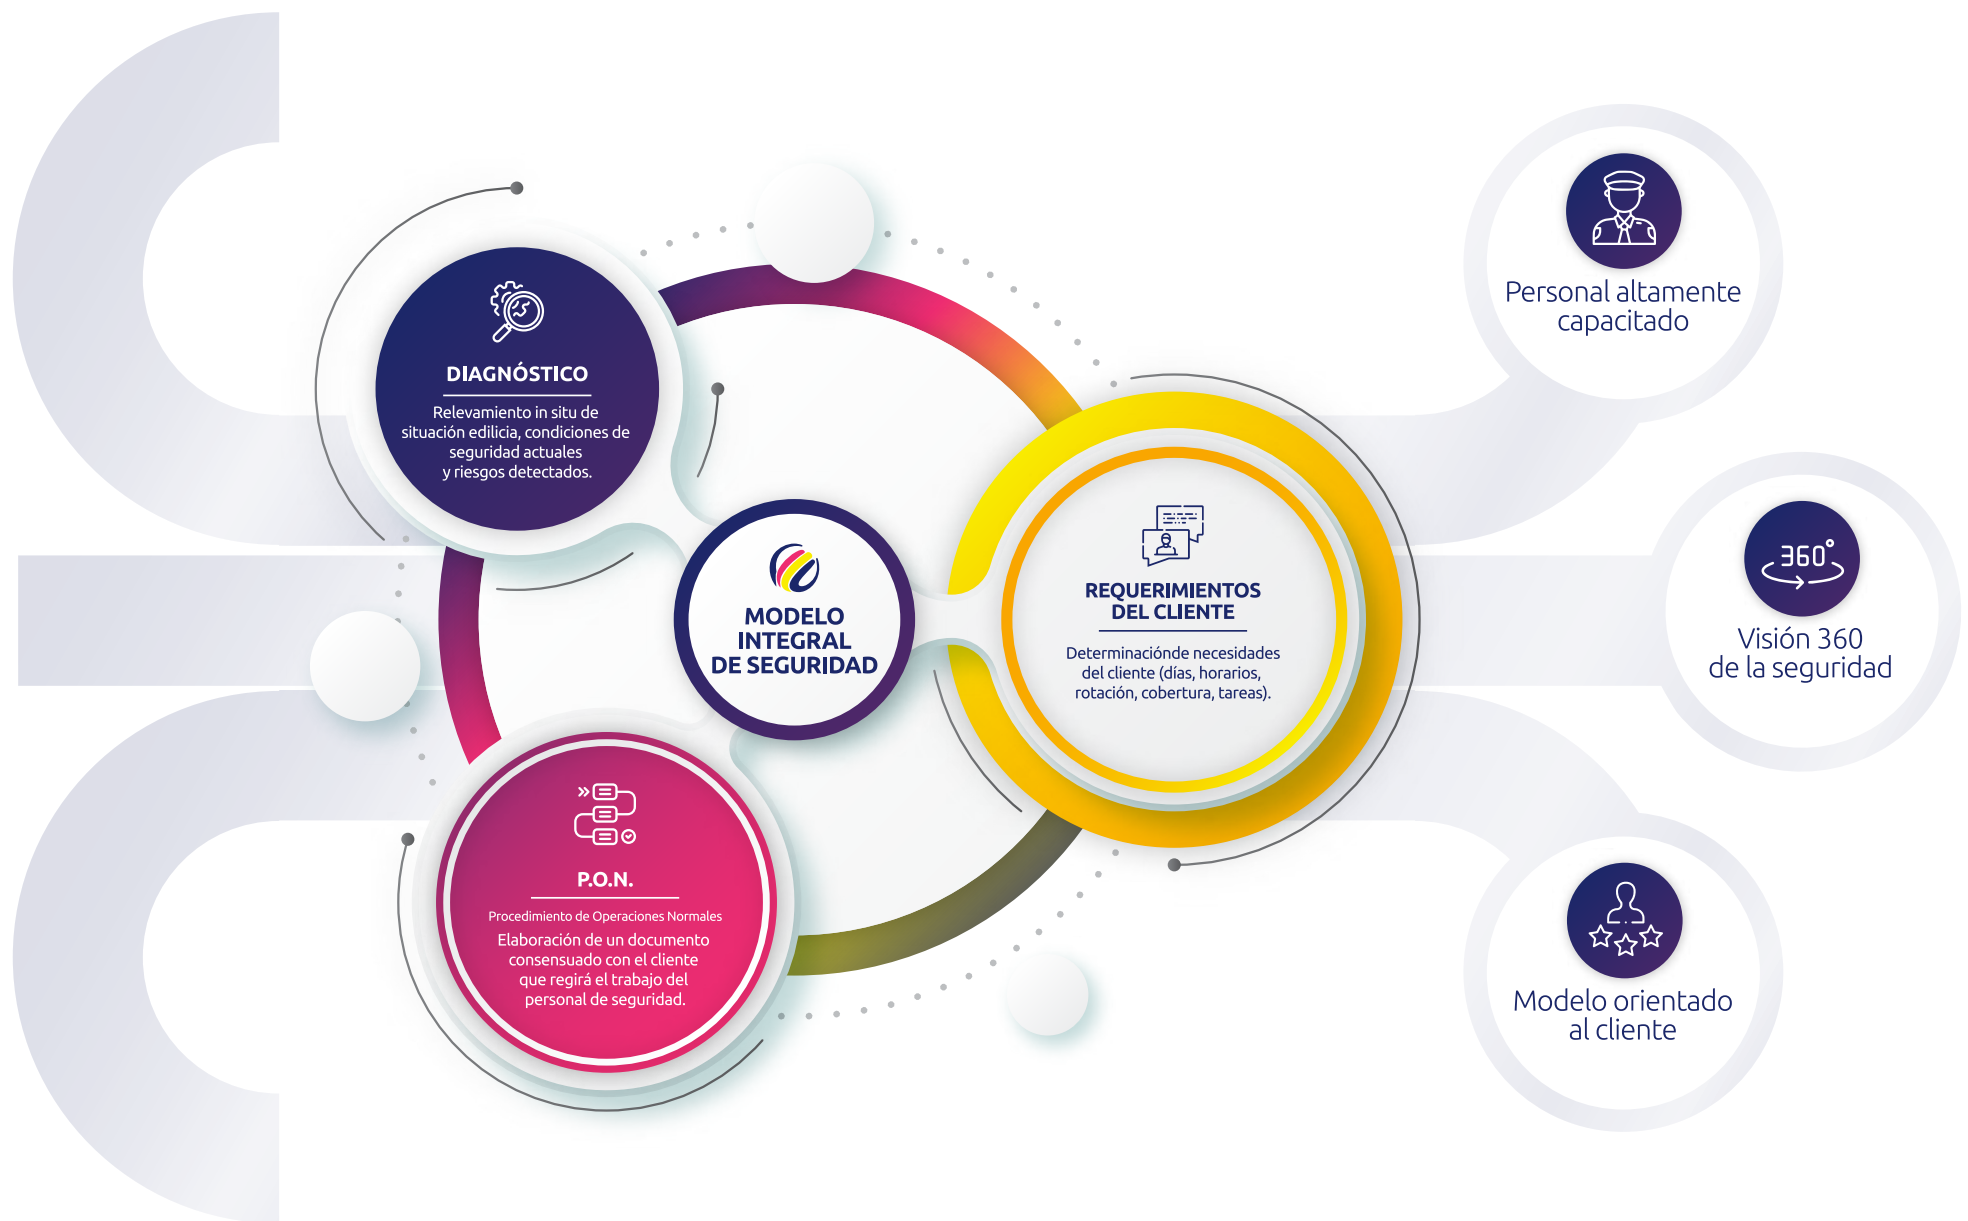 DIAGNÓSTICO
Relevamiento in situ de
situación edilicia, condiciones de
seguridad actuales
y riesgos detectados.
MODELO
INTEGRAL
DE SEGURIDAD
REQUERIMIENTOS
DEL CLIENTE
Determinaciónde necesidades
del cliente (días, horarios,
rotación, cobertura, tareas).
P.O.N.
Procedimiento de Operaciones Normales
Elaboración de un documento
consensuado con el cliente
que regirá el trabajo del
personal de seguridad.
Personal altamente
capacitado
360°
Visión 360
de la seguridad
Modelo orientado
al cliente